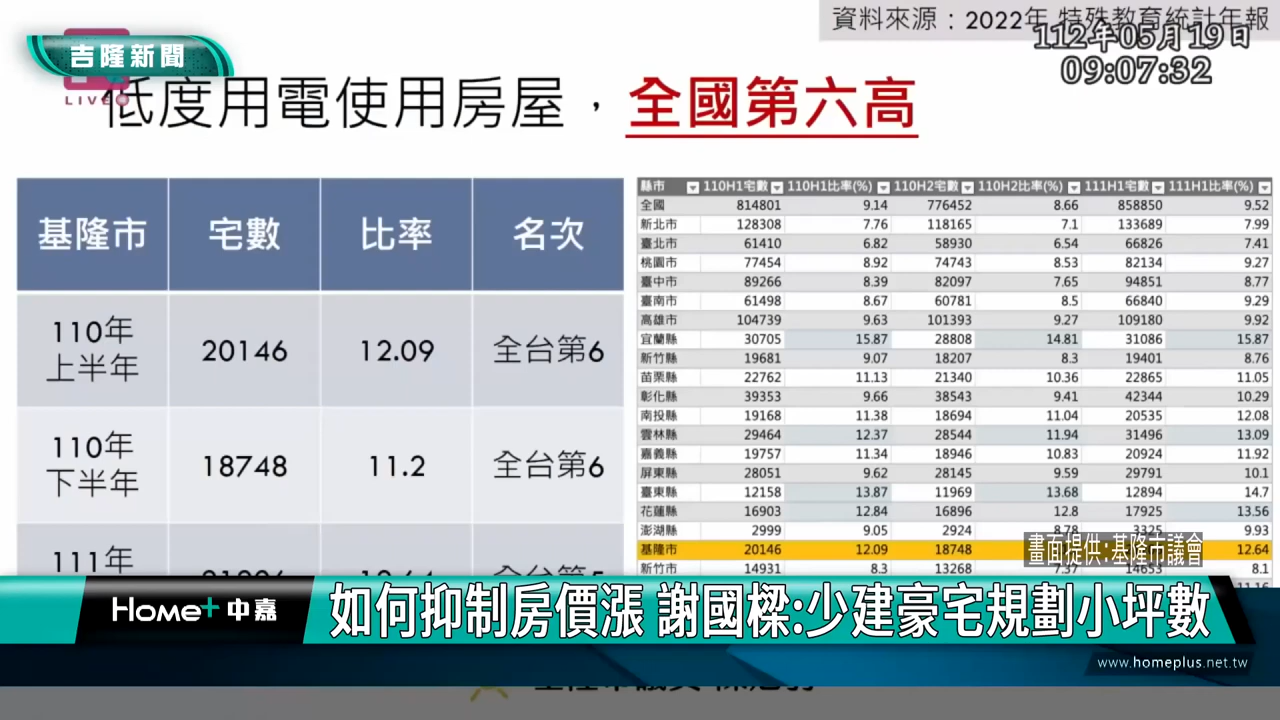 資料來源：2022年 特殊教育統計年報
吉隆新聞
LIVE
112年05月19日
09:07:32
低度用電使用房屋，全國第六高
基隆市 宅數 比率 名次
110年上半年 20146 12.09 全台第6
110年下半年 18748 11.2 全台第6
111年
縣市 110H1宅數 110H1比率(%) 110H2宅數 110H2比率(%) 111H1宅數 111H1比率(%)
全國 814801 9.14 776452 8.66 858850 9.52
新北市 128308 7.76 118165 7.1 133689 7.99
臺北市 61410 6.82 58930 6.54 66826 7.41
桃園市 77454 8.92 74743 8.53 82134 9.27
臺中市 89266 8.39 82097 7.65 94851 8.77
臺南市 61498 8.67 60781 8.5 66840 9.29
高雄市 104739 9.63 101393 9.27 109180 9.92
宜蘭縣 30705 15.87 28808 14.81 31086 15.87
新竹縣 19681 9.07 18207 8.3 19401 8.76
苗栗縣 22762 11.13 21340 10.36 22865 11.05
彰化縣 39353 9.66 38543 9.41 42344 10.29
南投縣 19168 11.38 18694 11.04 20535 12.08
雲林縣 29464 12.37 28544 11.94 31496 13.09
嘉義縣 19757 11.34 18946 10.83 20924 11.92
屏東縣 28051 9.62 28145 9.59 29791 10.1
臺東縣 12158 13.87 11969 13.68 12894 14.7
花蓮縣 16903 12.84 16896 12.8 17925 13.56
澎湖縣 2999 9.05 2924 8.78 3325 9.93
基隆市 20146 12.09 18748 12.64
新竹市 14931 8.3 13268 7.37 14653 8.1
畫面提供:基隆市議會
Home+ 中嘉
如何抑制房價漲 謝國樑:少建豪宅規劃小坪數
www.homeplus.net.tw